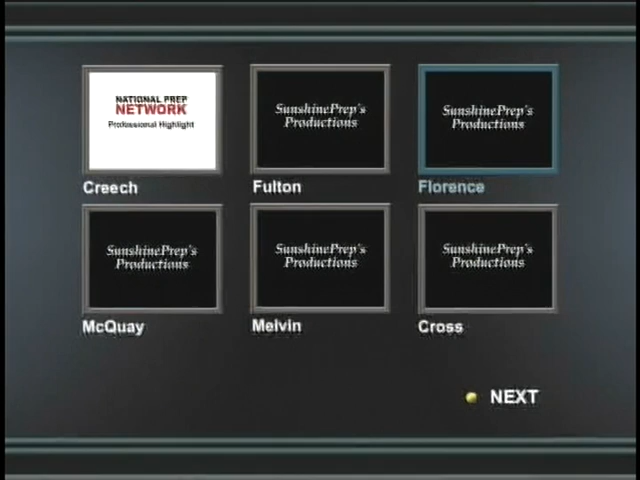 NATIONAL PREP
NETWORK
Professional Highlight
Creech
SunshinePrep's
Productions
Fulton
SunshinePrep's
Productions
Florence
SunshinePrep's
Productions
McQuay
SunshinePrep's
Productions
Melvin
SunshinePrep's
Productions
Cross
NEXT